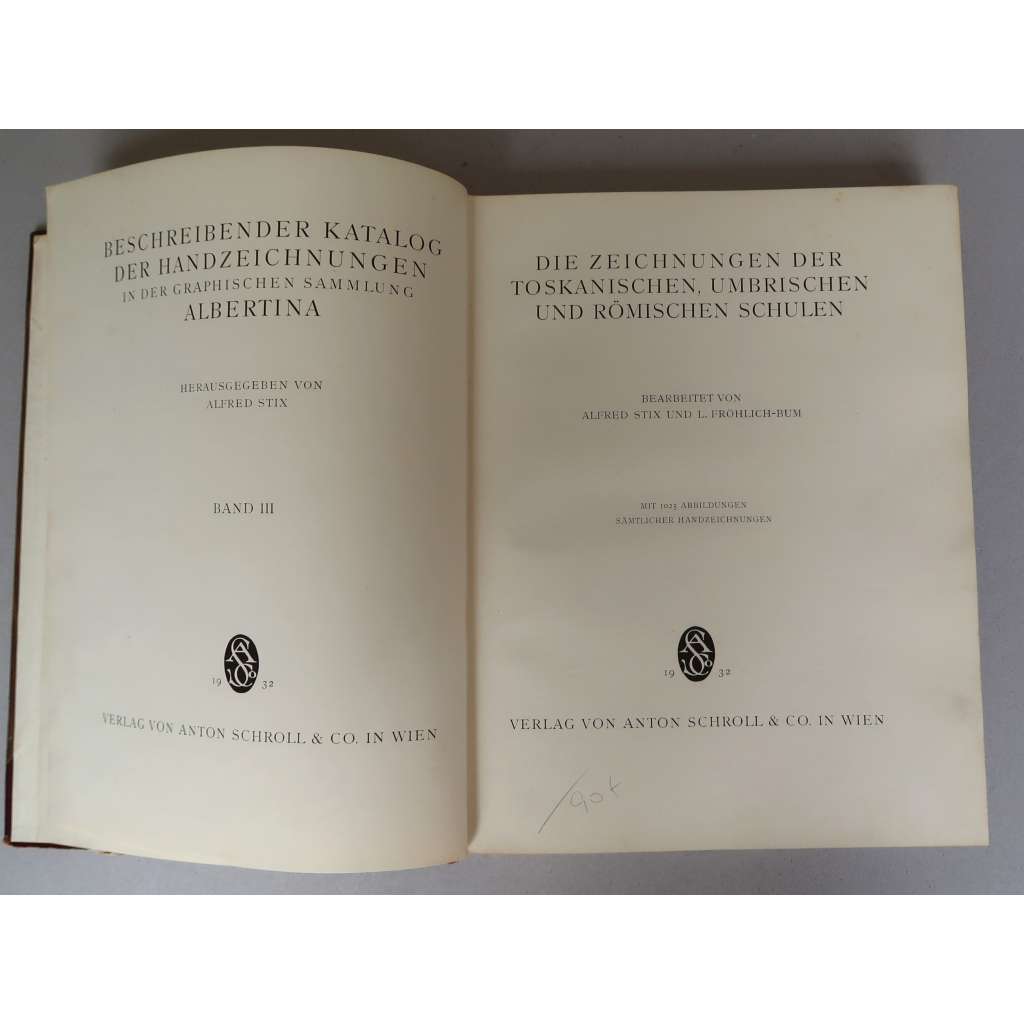 BESCHREIBENDER KATALOG
DER HANDZEICHNUNGEN
IN DER GRAPHISCHEN SAMMLUNG
ALBERTINA
HERAUSGEGEBEN VON
ALFRED STIX
BAND III
19 32
VERLAG VON ANTON SCHROLL & CO. IN WIEN
DIE ZEICHNUNGEN DER
TOSKANISCHEN, UMBRISCHEN
UND RÖMISCHEN SCHULEN
BEARBEITET VON
ALFRED STIX UND L. FRÖHLICH-BUM
MIT 1023 ABBILDUNGEN
SÄMTLICHER HANDZEICHNUNGEN
19 32
VERLAG VON ANTON SCHROLL & CO. IN WIEN